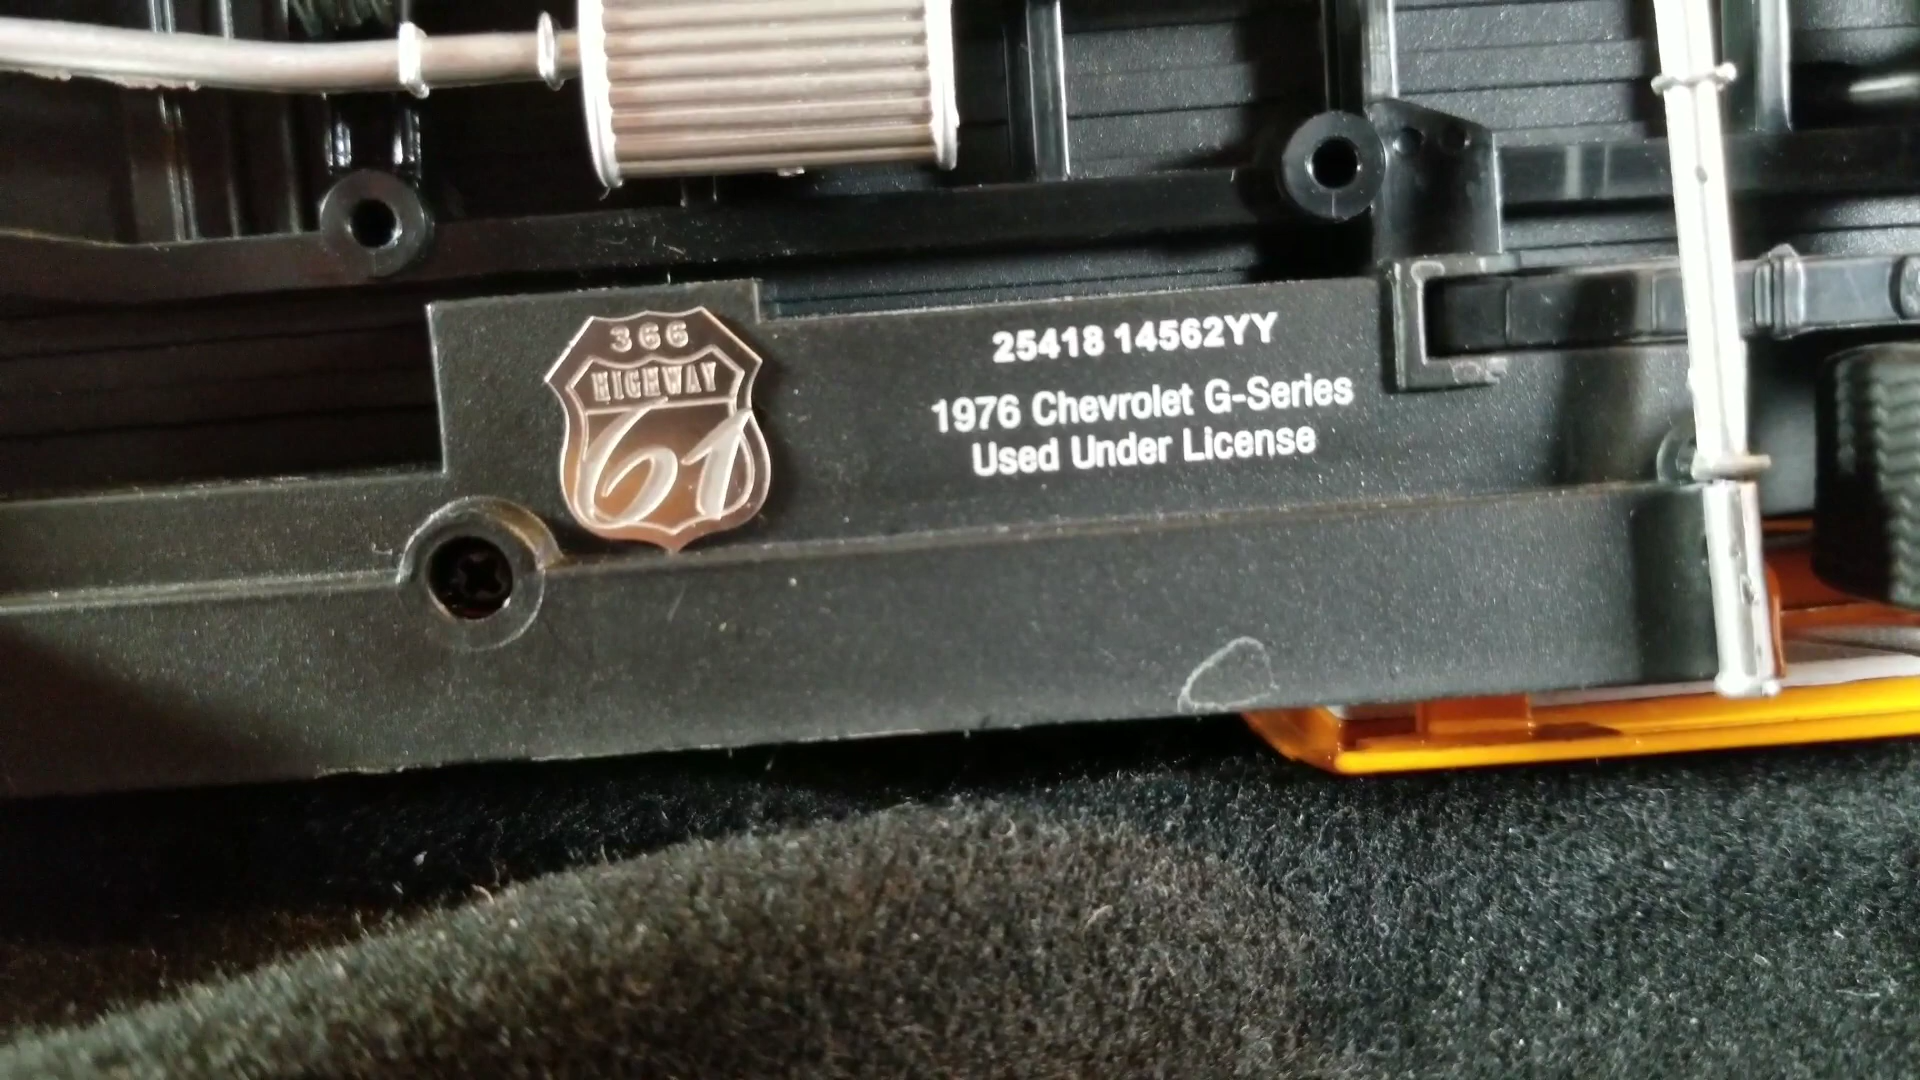 366
HIGHWAY
61
25418 14562YY
1976 Chevrolet G-Series
Used Under License